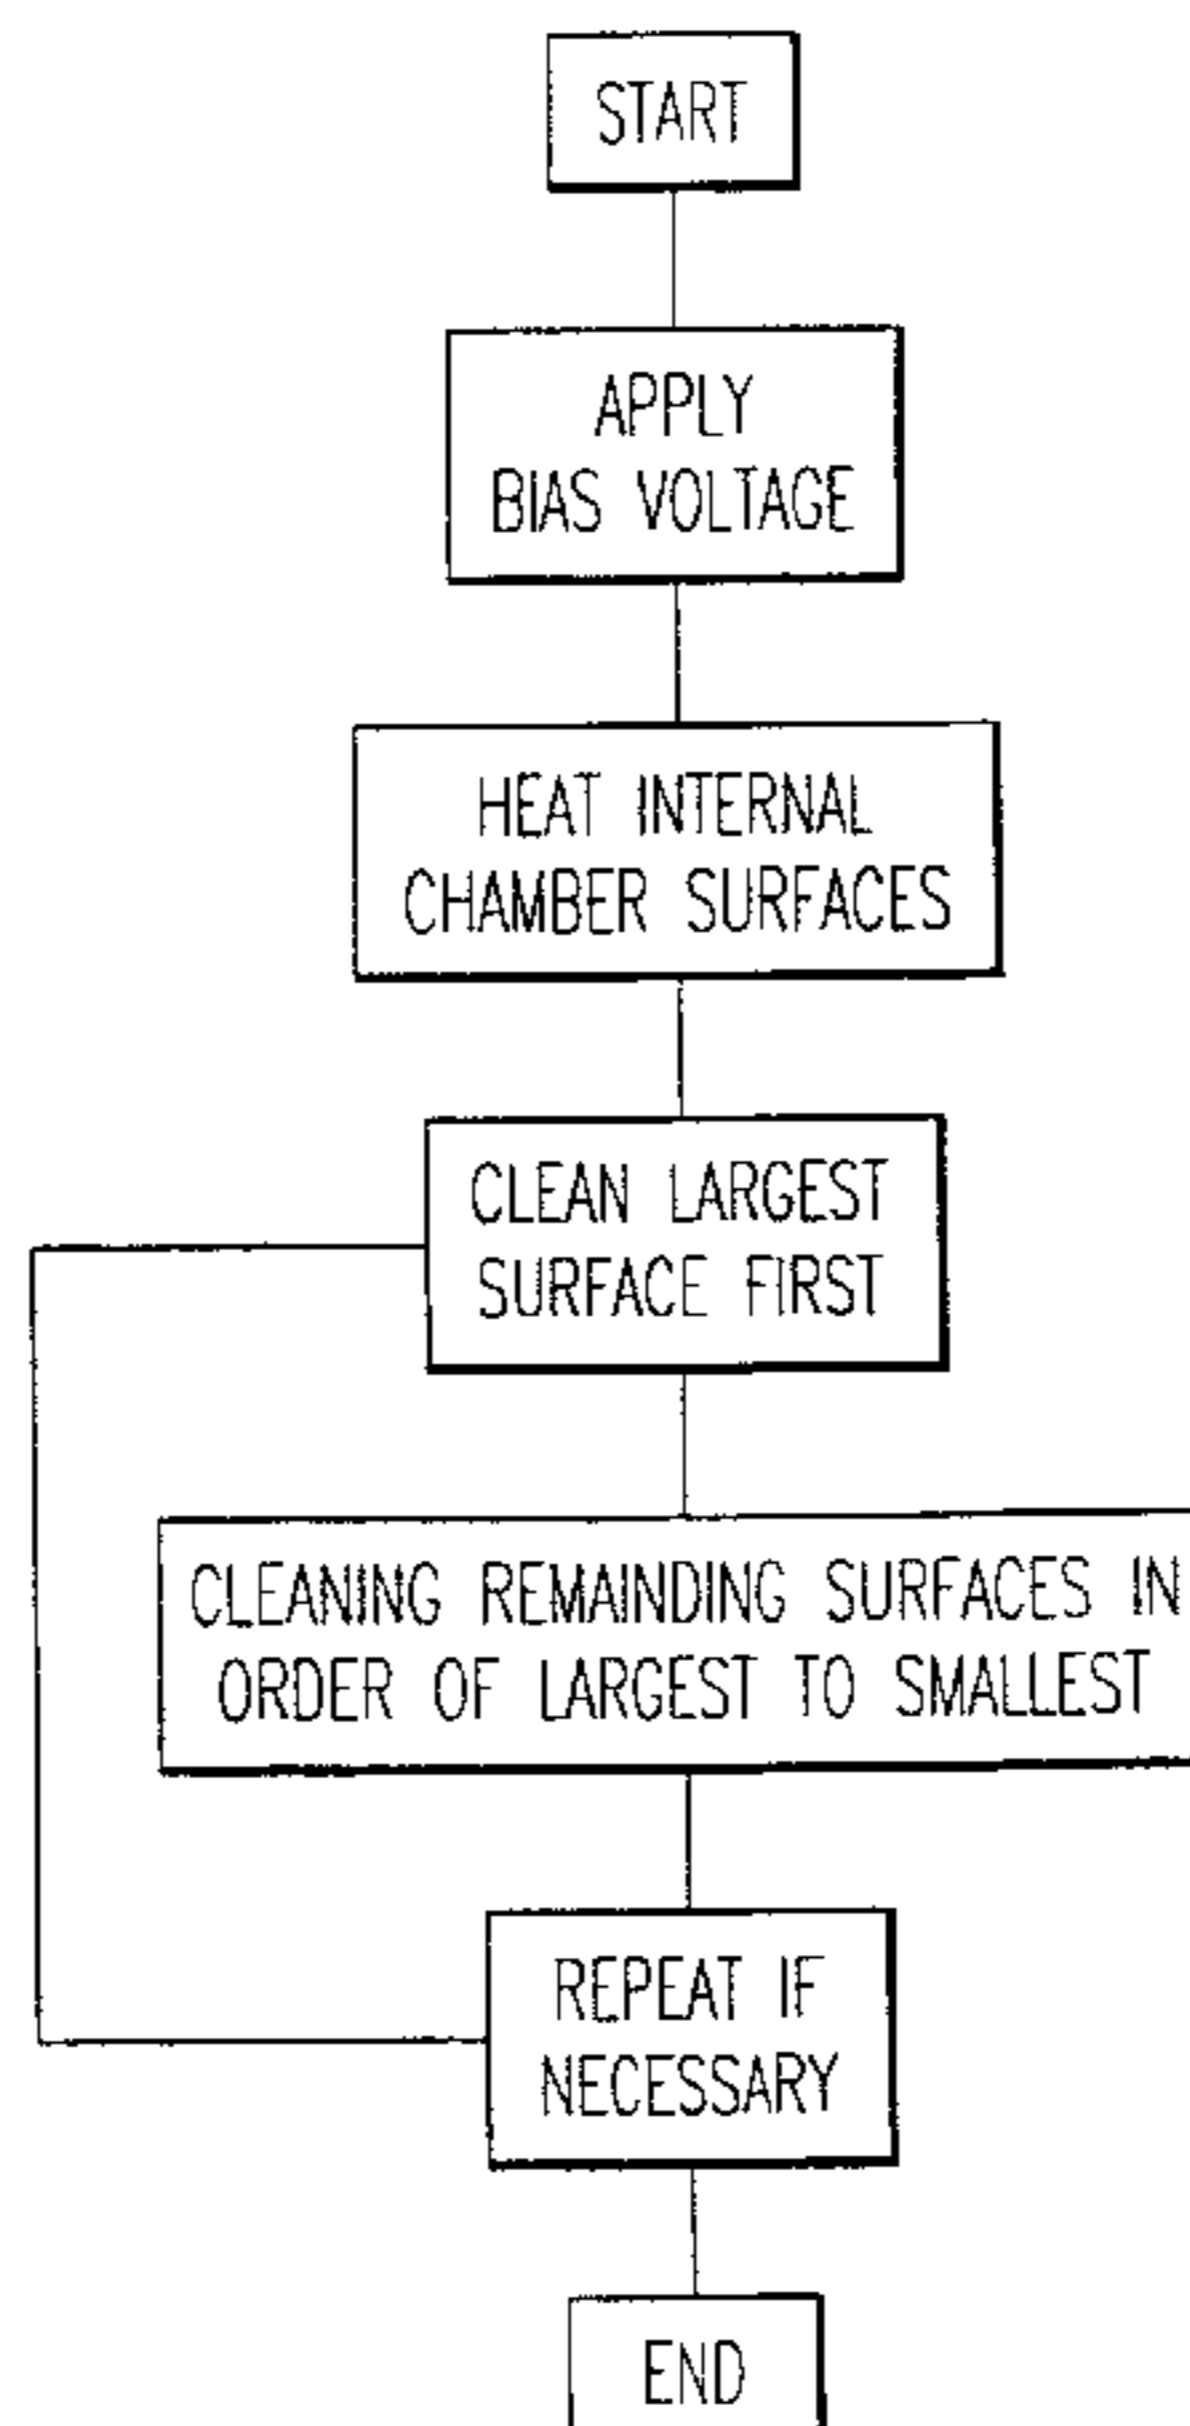 START
APPLY
BIAS VOLTAGE
HEAT INTERNAL
CHAMBER SURFACES
CLEAN LARGEST
SURFACE FIRST
CLEANING REMAINDING SURFACES IN
ORDER OF LARGEST TO SMALLEST
REPEAT IF
NECESSARY
END